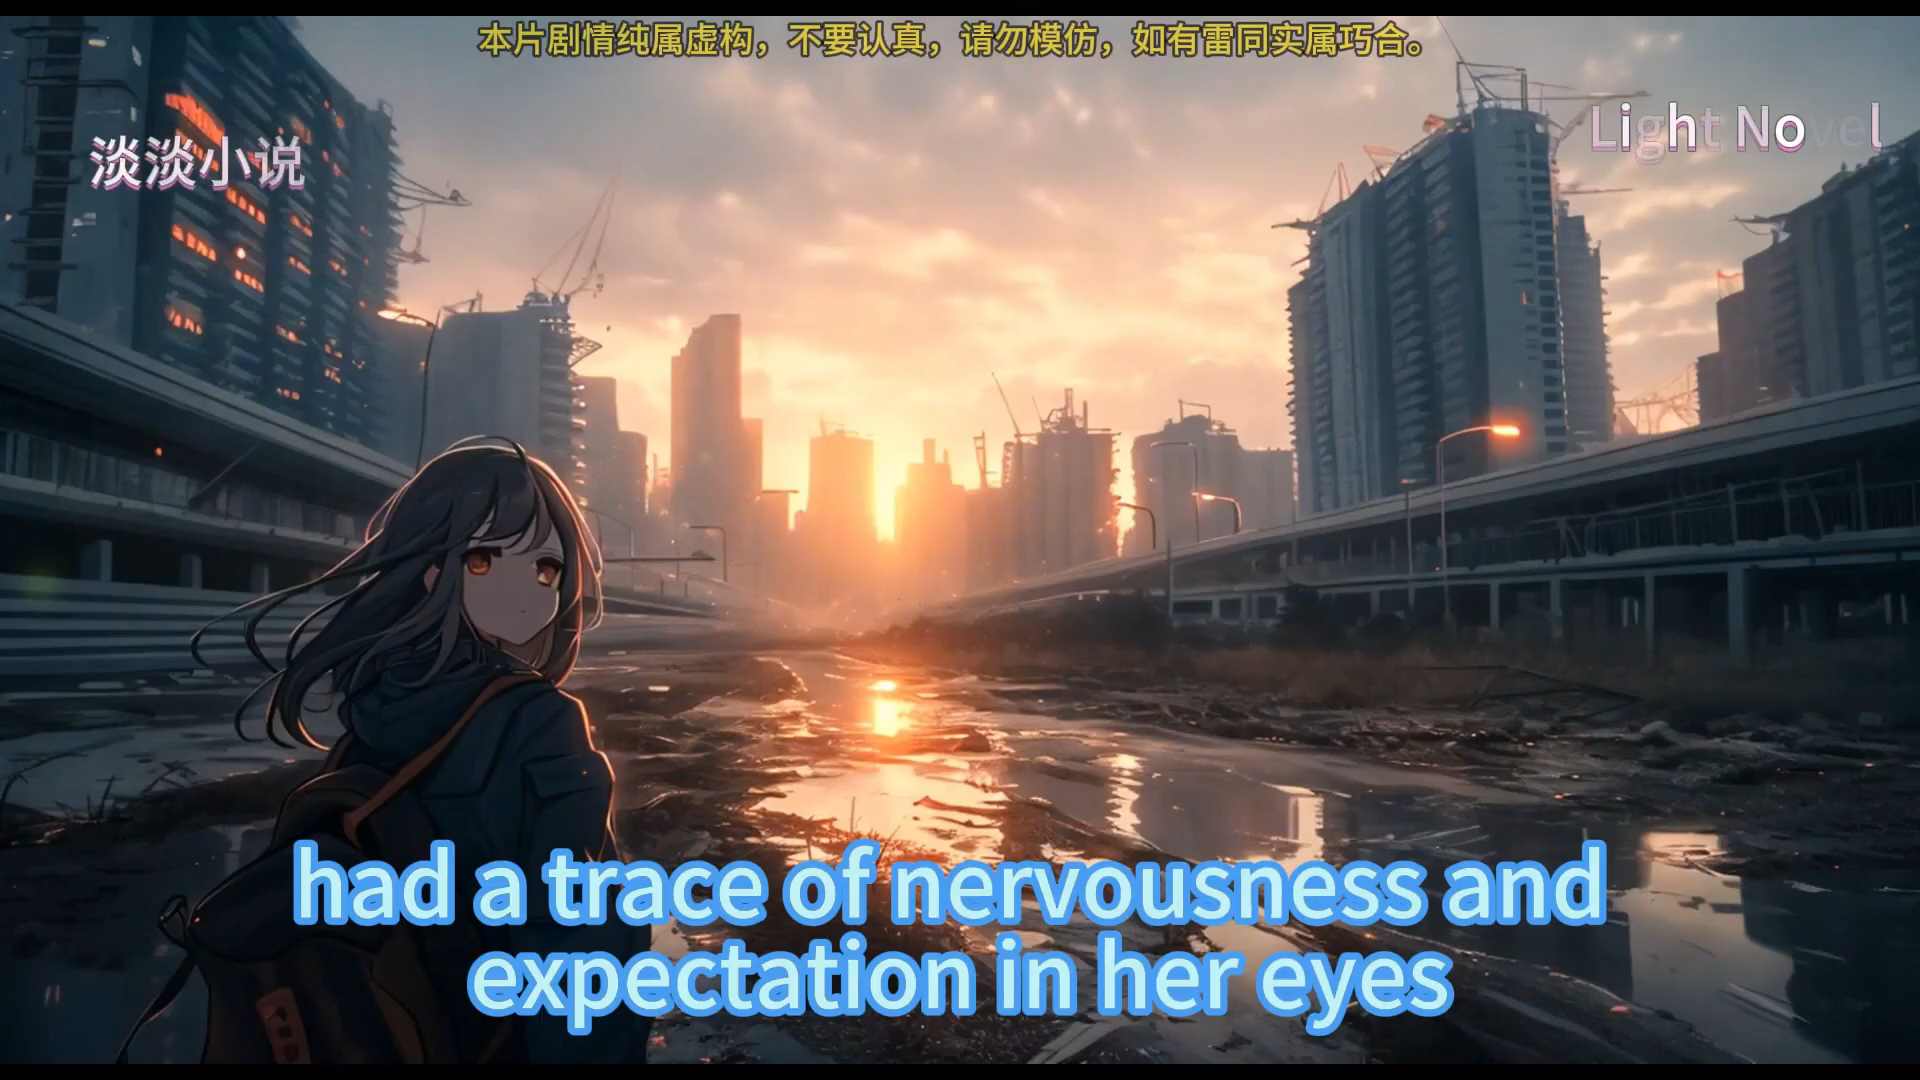 本片剧情纯属虚构，不要认真，请勿模仿，如有雷同实属巧合。
淡淡小说
Light Novel
had a trace of nervousness and
expectation in her eyes